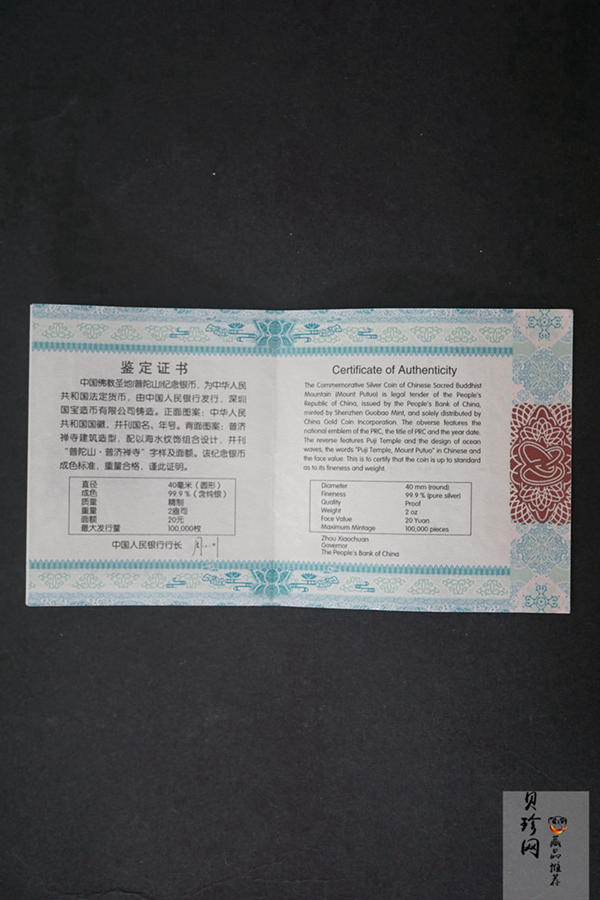 鉴定证书
中国佛教圣地(普陀山)纪念银币，为中华人民
共和国法定货币，由中国人民银行发行，深圳
国宝造币有限公司铸造。正面图案：中华人民
共和国国徽，并刊国名、年号。背面图案：普济
禅寺建筑造型，配以海水纹饰组合设计，并刊
“普陀山·普济禅寺”字样及面额。该纪念银币
成色标准，重量合格，谨此证明。
直径 40毫米（圆形）
成色 99.9％（含纯银）
质量 精制
重量 2盎司
面额 20元
最大发行量 100,000枚
中国人民银行行长
Certificate of Authenticity
The Commemorative Silver Coin of Chinese Sacred Buddhist
Mountain (Mount Putuo) is legal tender of the People's
Republic of China, issued by the People's Bank of China,
minted by Shenzhen Guobao Mint, and solely distributed by
China Gold Coin Incorporation. The obverse features the
national emblem of the PRC, the title of PRC and the year date.
The reverse features Puji Temple and the design of ocean
waves, the words "Puji Temple, Mount Putuo" in Chinese and
the face value. This is to certify that the coin is up to standard
as to its fineness and weight.
Diameter 40 mm (round)
Fineness 99.9 % (pure silver)
Quality Proof
Weight 2 oz
Face Value 20 Yuan
Maximum Mintage 100,000 pieces
Zhou Xiaochuan
Governor
The People's Bank of China
贝珍网
藏品推荐